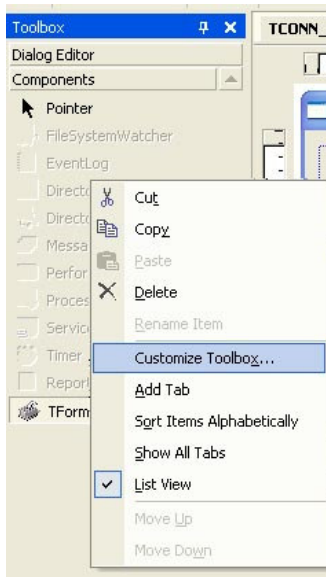 Toolbox
TCONN_
Dialog Editor
Components
Pointer
FileSystemWatcher
EventLog
Directo
Cut
Directo
Copy
Messa
Paste
Perfor
Delete
Proces
Rename Item
Servic
Customize Toolbox...
Timer
Add Tab
Report
Sort Items Alphabetically
TForm
Show All Tabs
List View
Move Up
Move Down